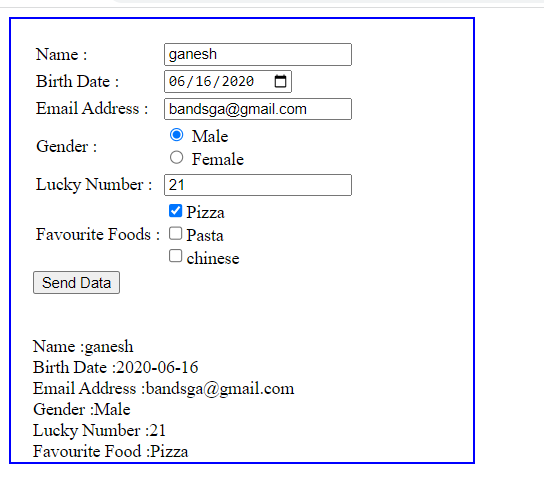 Name : ganesh
Birth Date : 06/16/2020
Email Address : bandsga@gmail.com
Gender : Male
Female
Lucky Number : 21
Pizza
Favourite Foods : Pasta
chinese
Send Data
Name :ganesh
Birth Date :2020-06-16
Email Address :bandsga@gmail.com
Gender :Male
Lucky Number :21
Favourite Food :Pizza